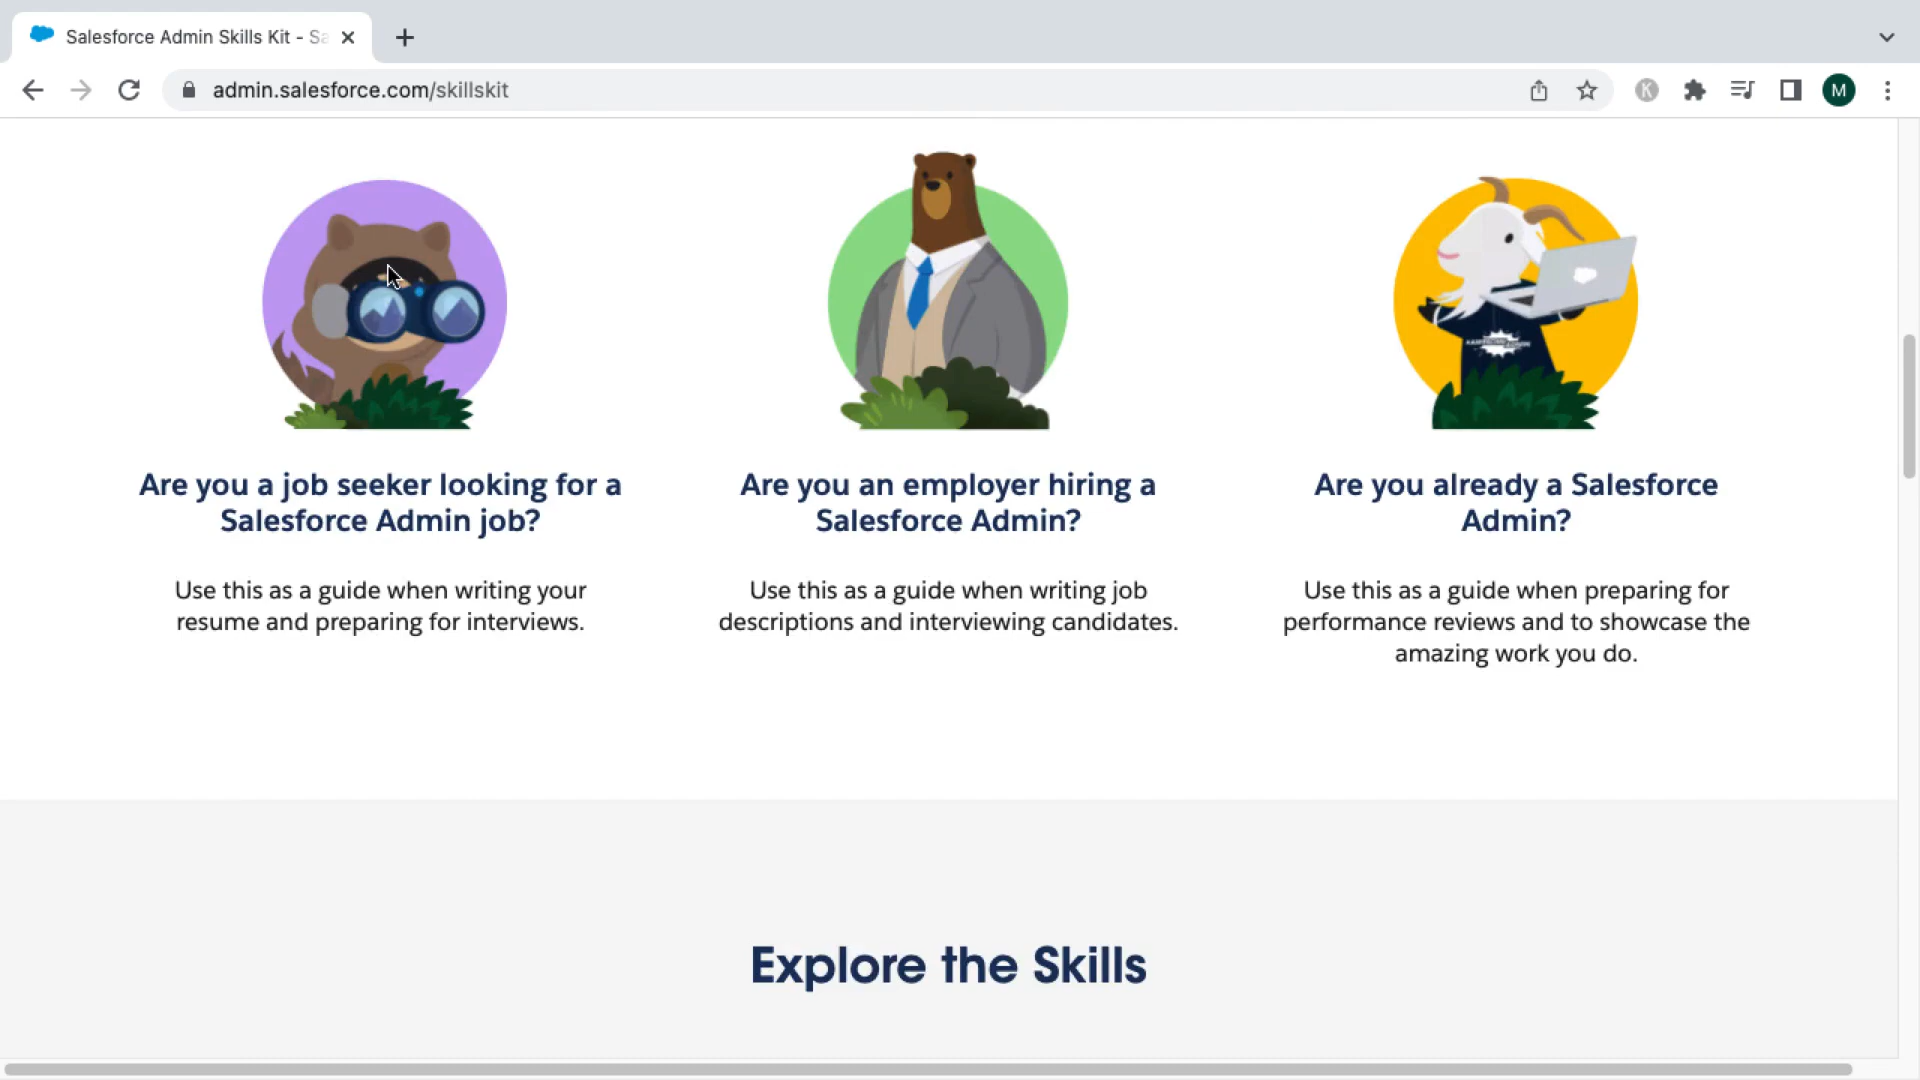 Salesforce Admin Skills Kit - Sa
admin.salesforce.com/skillskit
K
M
Are you a job seeker looking for a
Salesforce Admin job?
Use this as a guide when writing your
resume and preparing for interviews.
Are you an employer hiring a
Salesforce Admin?
Use this as a guide when writing job
descriptions and interviewing candidates.
Are you already a Salesforce
Admin?
Use this as a guide when preparing for
performance reviews and to showcase the
amazing work you do.
Explore the Skills